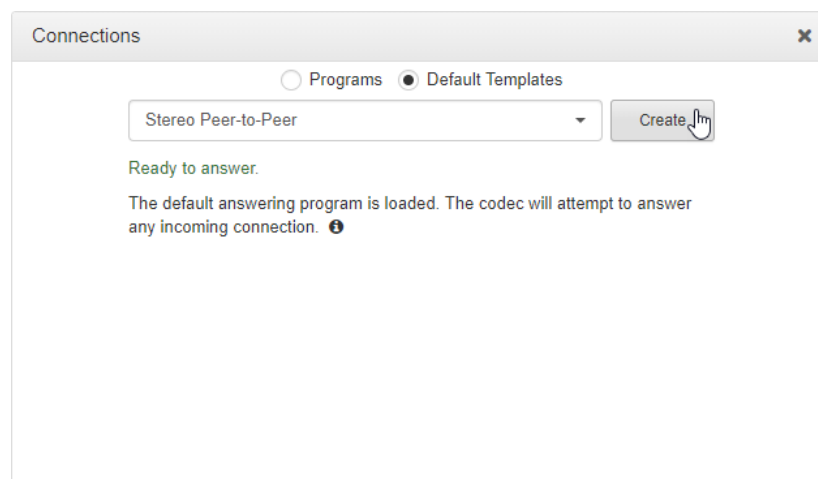 Connections
Programs Default Templates
Stereo Peer-to-Peer
Create
Ready to answer.
The default answering program is loaded. The codec will attempt to answer
any incoming connection.